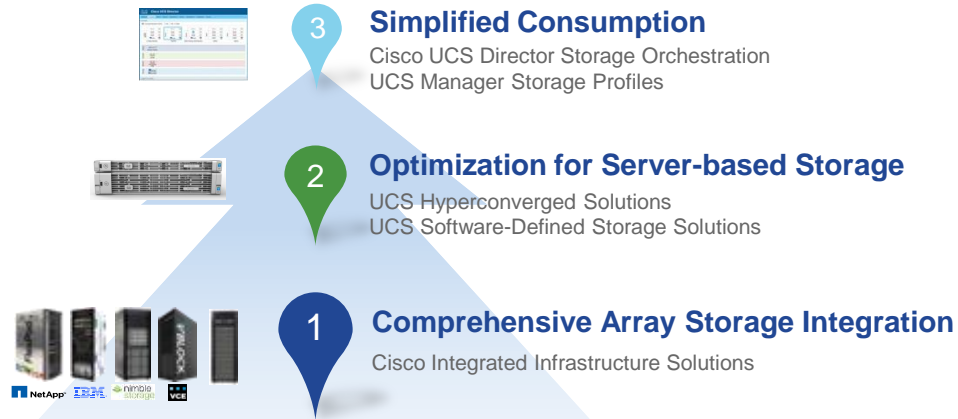 3
Simplified Consumption
Cisco UCS Director Storage Orchestration
UCS Manager Storage Profiles
2
Optimization for Server-based Storage
UCS Hyperconverged Solutions
UCS Software-Defined Storage Solutions
1
Comprehensive Array Storage Integration
Cisco Integrated Infrastructure Solutions
VBLOCK
NetApp
IBM
nimble
storage
VCE